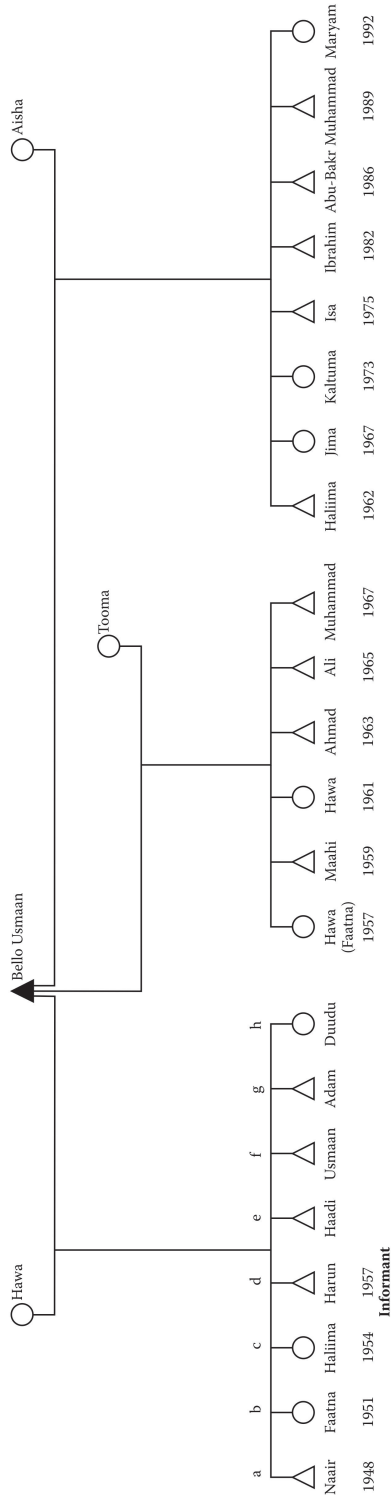 Hawa
Bello Usmaan
Aisha
Tooma
a b c d e f g h
Naair Faatna Haliima Harun Haadi Usmaan Adam Duudu
1948 1951 1954 1957
Informant
Hawa Maahi Hawa Ahmad Ali Muhammad
(Faatna)
1957 1959 1961 1963 1965 1967
Haliima Jima Kaltuma Isa Ibrahim Abu-Bakr Muhammad Maryam
1962 1967 1973 1975 1982 1986 1989 1992